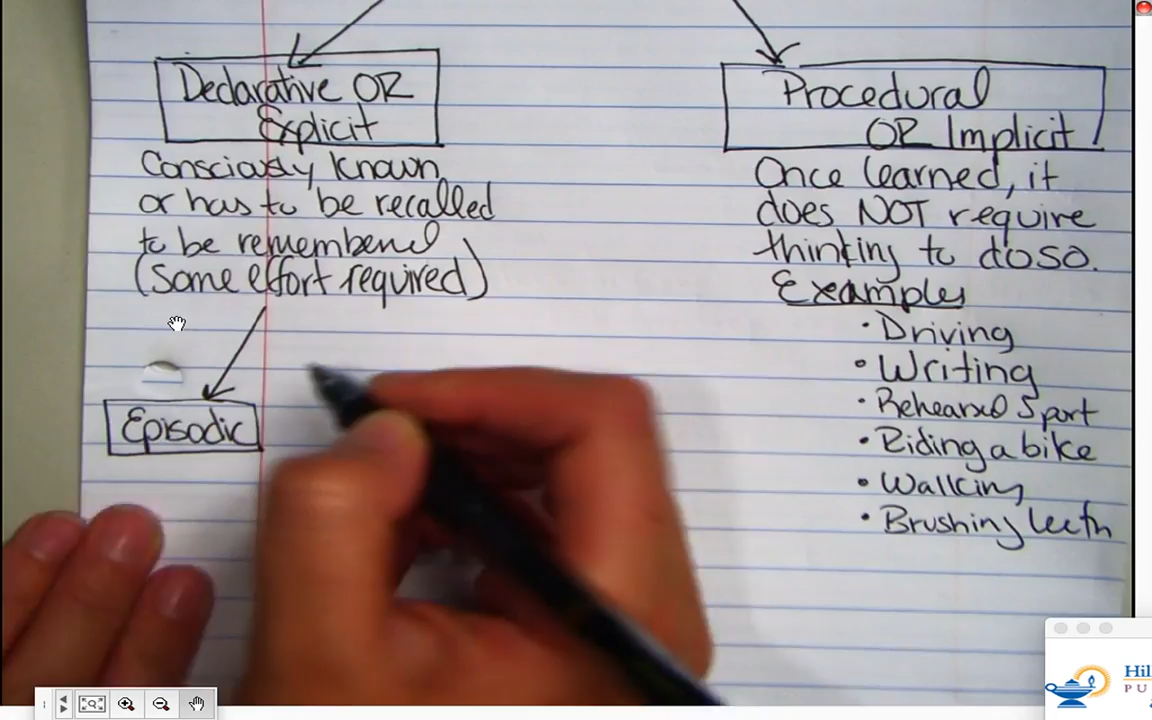 Declarative OR
Explicit
Consciously known
or has to be recalled
to be remembered
(some effort required)
Episodic
Procedural
OR Implicit
Once learned, it
does NOT require
thinking to do so.
Examples
• Driving
• Writing
• Rehearsed Sport
• Riding a bike
• Walking
• Brushing teeth
Hil
PU